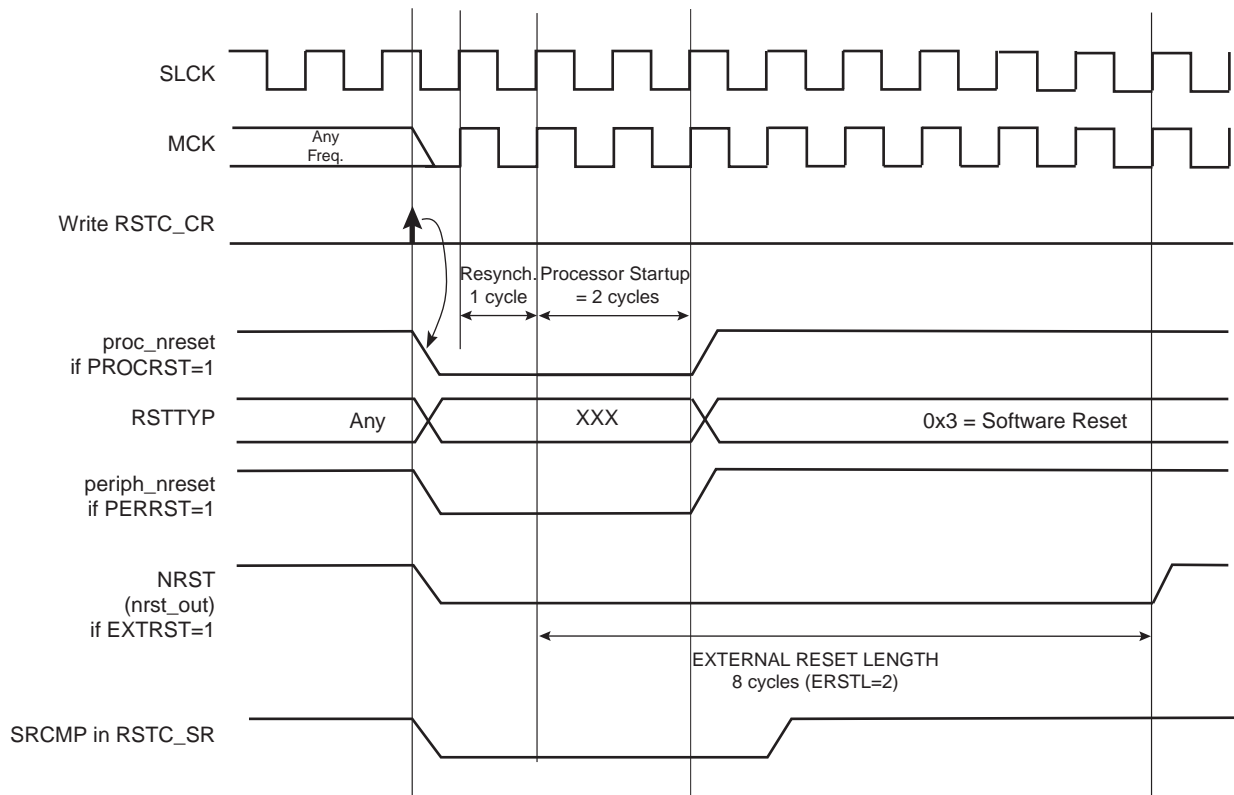 SLCK
MCK
Any
Freq.
Write RSTC_CR
Resynch.
1 cycle
Processor Startup
= 2 cycles
proc_nreset
if PROCRST=1
RSTTYP
Any
XXX
0x3 = Software Reset
periph_nreset
if PERRST=1
NRST
(nrst_out)
if EXTRST=1
EXTERNAL RESET LENGTH
8 cycles (ERSTL=2)
SRCMP in RSTC_SR